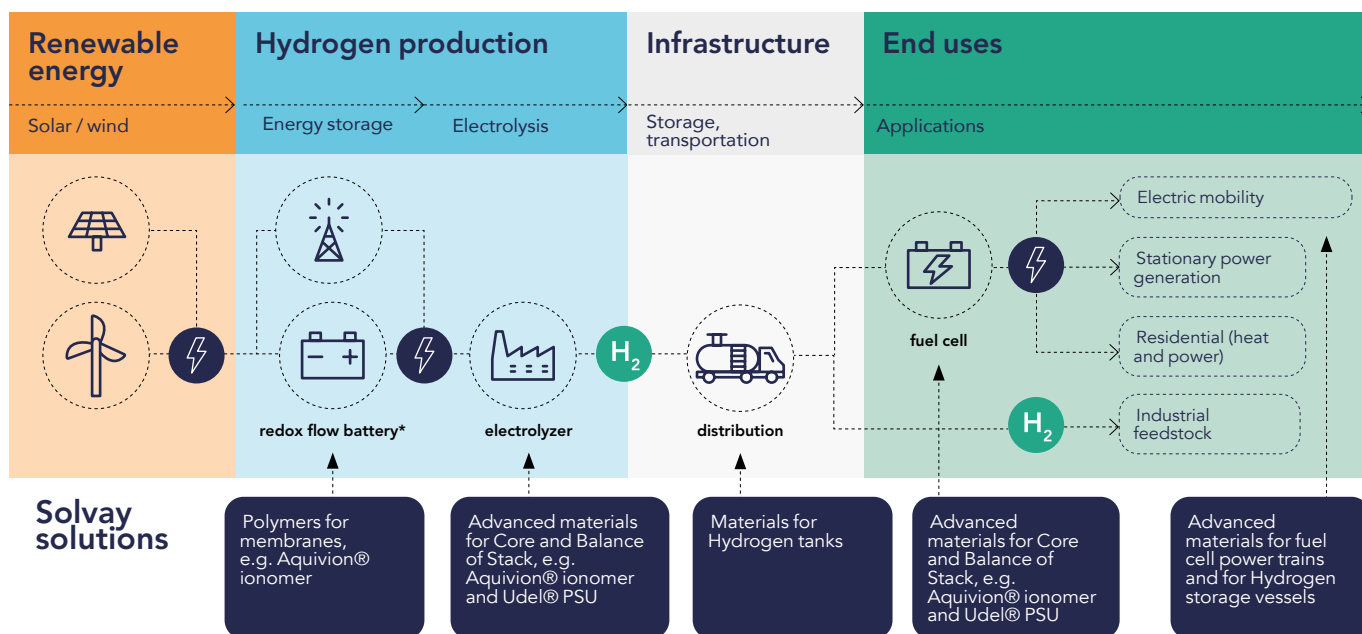 Renewable
energy
Hydrogen production
Infrastructure
End uses
Solar / wind
Energy storage
Electrolysis
Storage,
transportation
Applications
redox flow battery*
electrolyzer
H2
distribution
fuel cell
Electric mobility
Stationary power
generation
Residential (heat
and power)
H2
Industrial
feedstock
Solvay
solutions
Polymers for
membranes,
e.g. Aquivion®
ionomer
Advanced materials
for Core and Balance
of Stack, e.g.
Aquivion® ionomer
and Udel® PSU
Materials for
Hydrogen tanks
Advanced
materials for Core
and Balance of
Stack, e.g.
Aquivion® ionomer
and Udel® PSU
Advanced
materials for fuel
cell power trains
and for Hydrogen
storage vessels